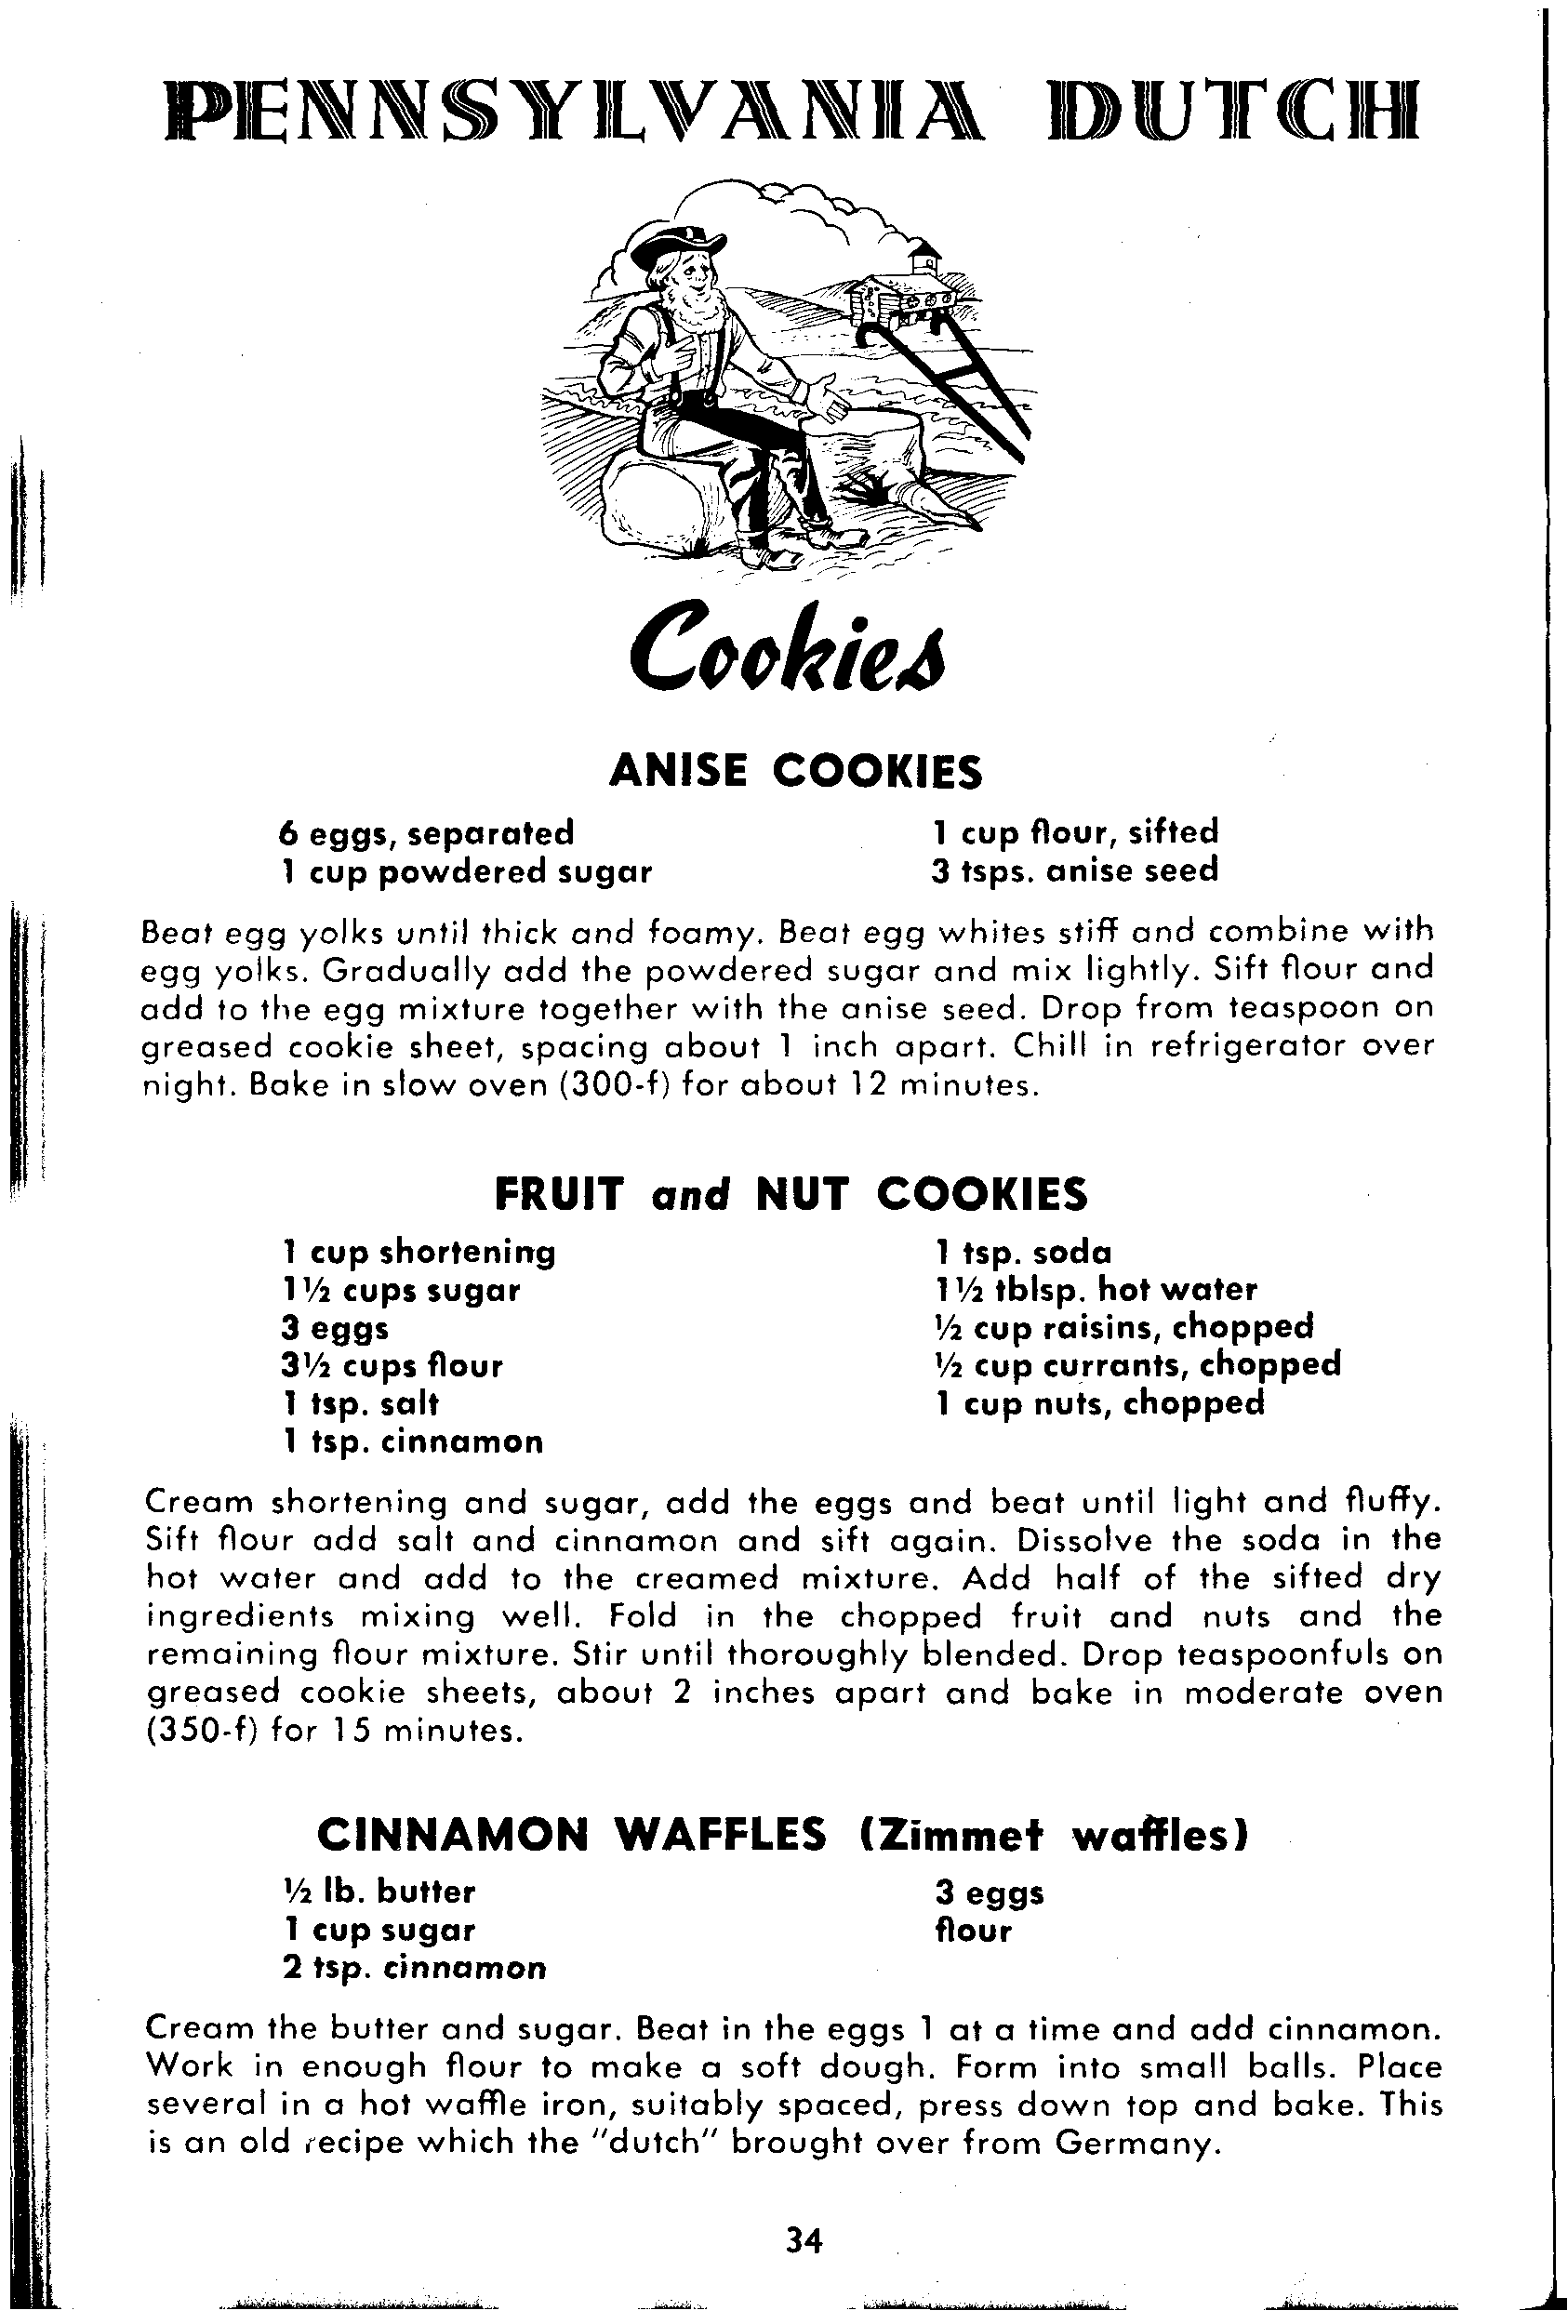 PENNSYLVANIA DUTCH
Cookies
ANISE COOKIES
6 eggs, separated
1 cup powdered sugar
1 cup flour, sifted
3 tsps. anise seed
Beat egg yolks until thick and foamy. Beat egg whites stiff and combine with
egg yolks. Gradually add the powdered sugar and mix lightly. Sift flour and
add to the egg mixture together with the anise seed. Drop from teaspoon on
greased cookie sheet, spacing about 1 inch apart. Chill in refrigerator over
night. Bake in slow oven (300-f) for about 12 minutes.
FRUIT and NUT COOKIES
1 cup shortening
1½ cups sugar
3 eggs
3½ cups flour
1 tsp. salt
1 tsp. cinnamon
1 tsp. soda
1½ tblsp. hot water
½ cup raisins, chopped
½ cup currants, chopped
1 cup nuts, chopped
Cream shortening and sugar, add the eggs and beat until light and fluffy.
Sift flour add salt and cinnamon and sift again. Dissolve the soda in the
hot water and add to the creamed mixture. Add half of the sifted dry
ingredients mixing well. Fold in the chopped fruit and nuts and the
remaining flour mixture. Stir until thoroughly blended. Drop teaspoonfuls on
greased cookie sheets, about 2 inches apart and bake in moderate oven
(350-f) for 15 minutes.
CINNAMON WAFFLES (Zimmet waffles)
½ lb. butter
1 cup sugar
2 tsp. cinnamon
3 eggs
flour
Cream the butter and sugar. Beat in the eggs 1 at a time and add cinnamon.
Work in enough flour to make a soft dough. Form into small balls. Place
several in a hot waffle iron, suitably spaced, press down top and bake. This
is an old recipe which the "dutch" brought over from Germany.
34